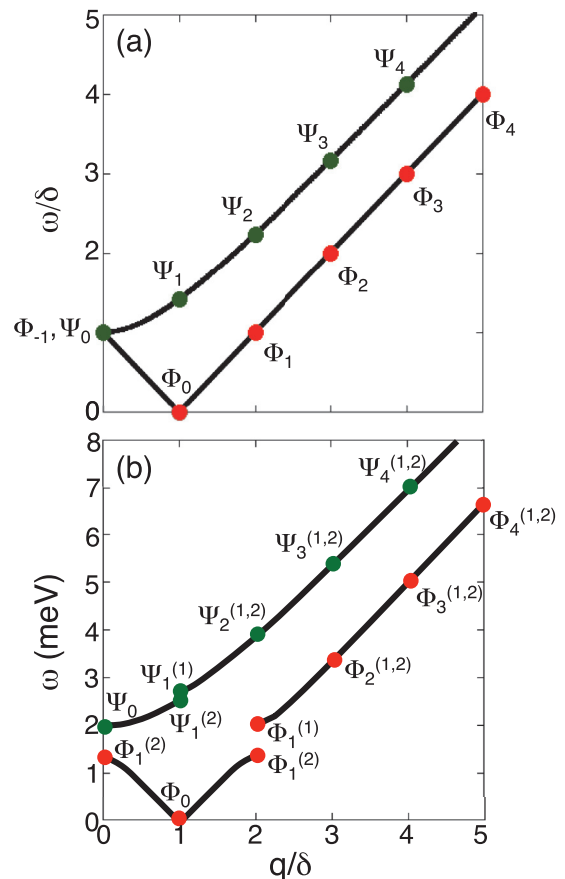 5
(a)
Ψ₄
4
Φ₄
Ψ₃
ω/δ
3
Φ₃
Ψ₂
2
Φ₂
Ψ₁
Φ₋₁,Ψ₀ 1
Φ₀
Φ₁
0
8
(b)
Ψ₄⁽¹,²⁾
7
Φ₄⁽¹,²⁾
6
Ψ₃⁽¹,²⁾
5
Φ₃⁽¹,²⁾
ω (meV)
Ψ₂⁽¹,²⁾
4
Φ₂⁽¹,²⁾
3
Ψ₁⁽¹⁾
Ψ₀
Ψ₁⁽²⁾
2
Φ₁⁽¹⁾
Φ₁⁽²⁾
Φ₁⁽²⁾
1
Φ₀
0
0 1 2 3 4 5
q/δ